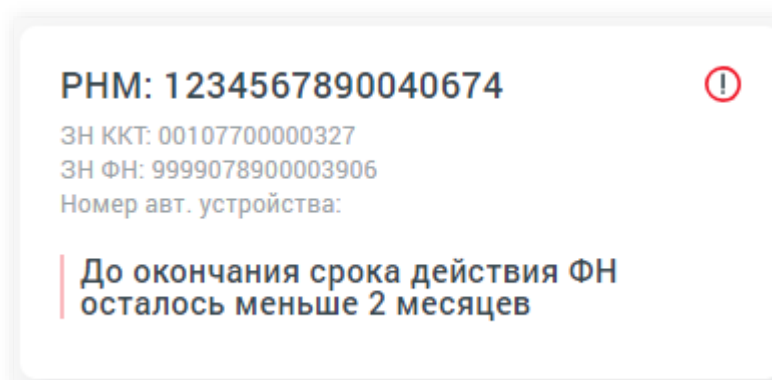 РНМ: 1234567890040674
ЗН ККТ: 00107700000327
ЗН ФН: 9999078900003906
Номер авт. устройства:
До окончания срока действия ФН
осталось меньше 2 месяцев